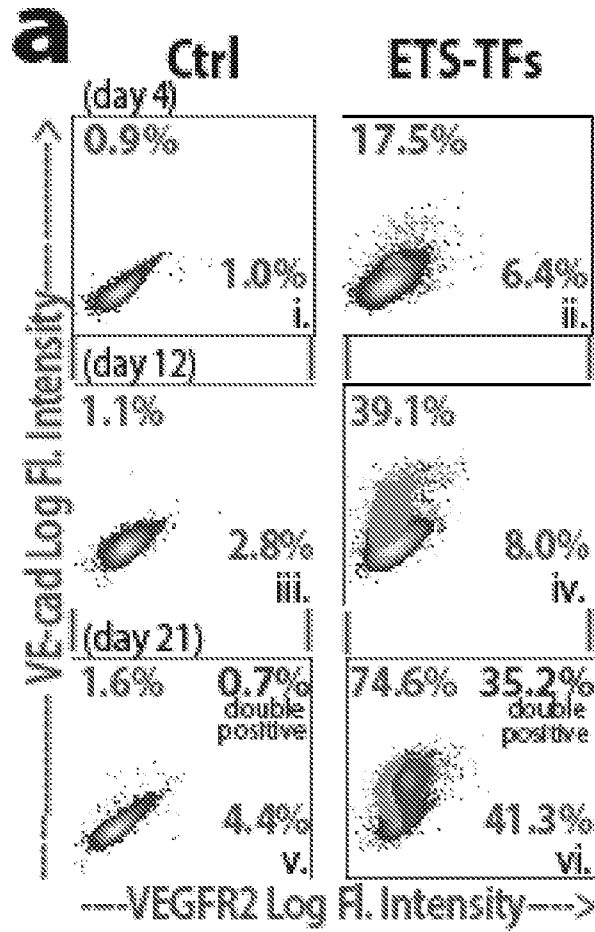 a
Ctrl ETS-TFs
(day 4)
0.9% 17.5%
1.0% 6.4%
i. ii.
(day 12)
1.1% 39.1%
2.8% 8.0%
iii. iv.
(day 21)
1.6% 0.7% 74.6% 35.2%
double double
positive positive
4.4% 41.3%
v. vi.
VE-cad Log Fl. Intensity
VEGFR2 Log Fl. Intensity